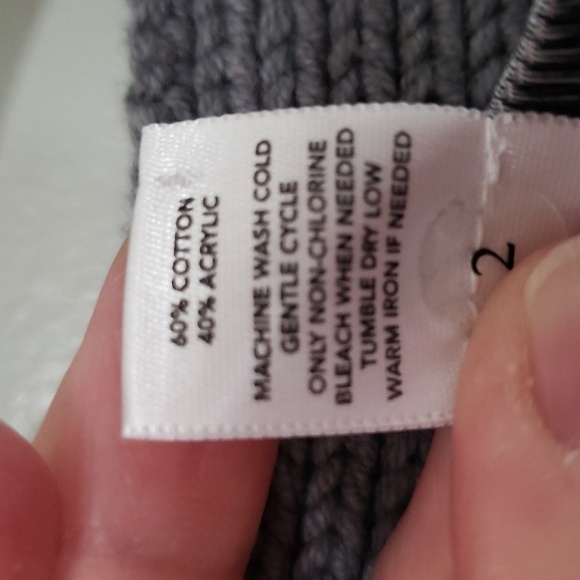 60% COTTON
40% ACRYLIC
MACHINE WASH COLD
GENTLE CYCLE
ONLY NON-CHLORINE
BLEACH WHEN NEEDED
TUMBLE DRY LOW
WARM IRON IF NEEDED
2